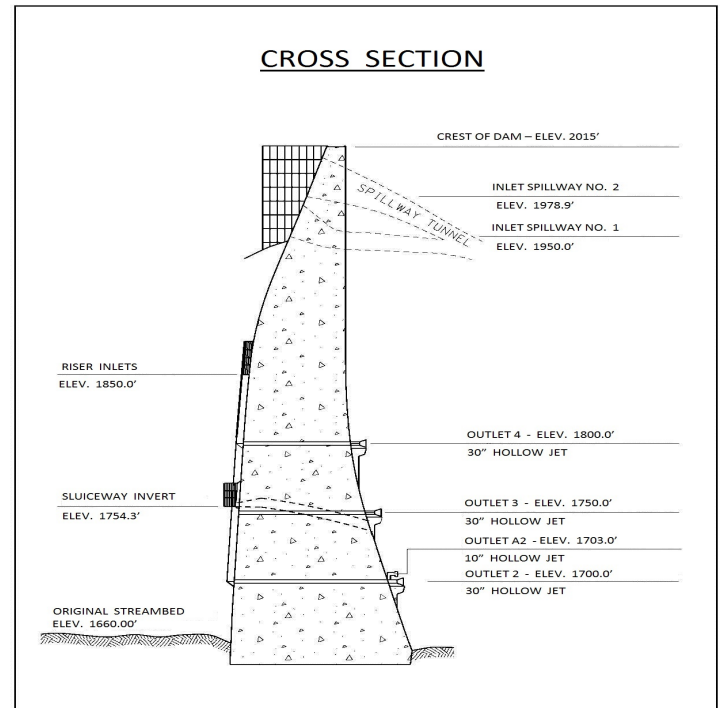 CROSS SECTION
CREST OF DAM – ELEV. 2015'
SPILLWAY TUNNEL
INLET SPILLWAY NO. 2
ELEV. 1978.9'
INLET SPILLWAY NO. 1
ELEV. 1950.0'
RISER INLETS
ELEV. 1850.0'
OUTLET 4 - ELEV. 1800.0'
30” HOLLOW JET
SLUICEWAY INVERT
ELEV. 1754.3'
OUTLET 3 - ELEV. 1750.0'
30” HOLLOW JET
OUTLET A2 - ELEV. 1703.0'
10” HOLLOW JET
OUTLET 2 - ELEV. 1700.0'
30” HOLLOW JET
ORIGINAL STREAMBED
ELEV. 1660.00'